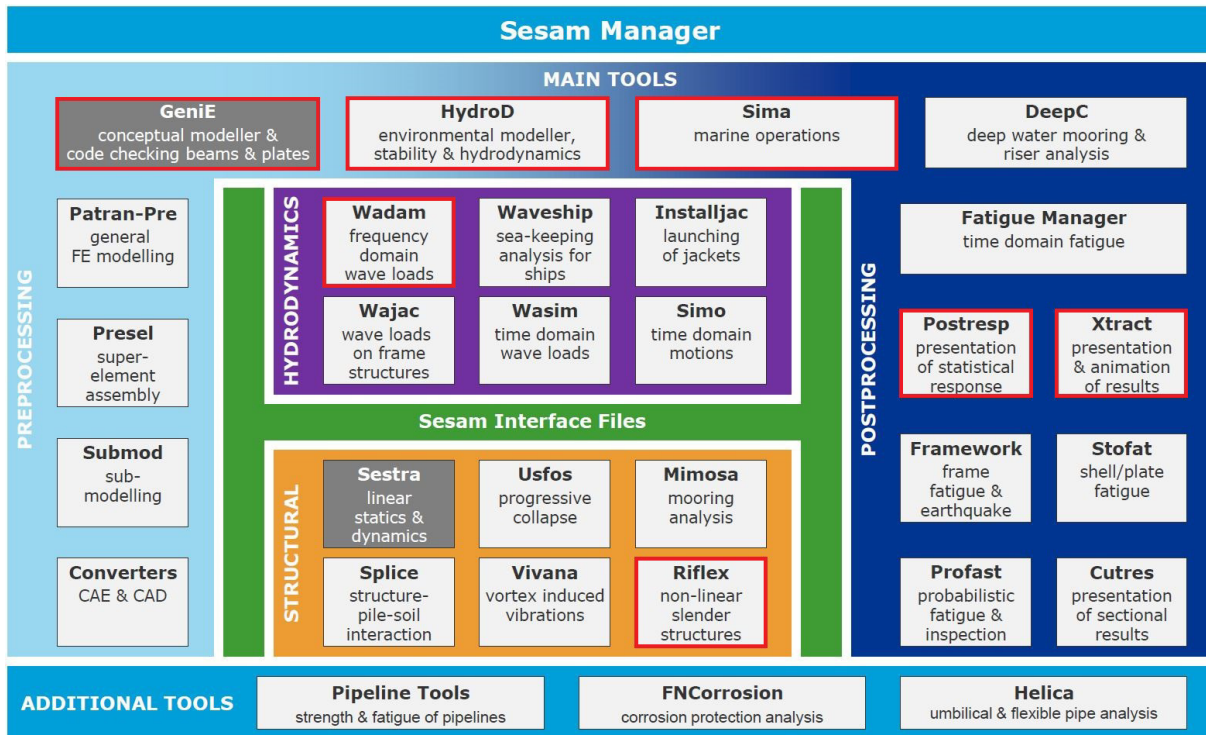 Sesam Manager
MAIN TOOLS
GeniE
conceptual modeller &
code checking beams & plates
HydroD
environmental modeller,
stability & hydrodynamics
Sima
marine operations
DeepC
deep water mooring &
riser analysis
PREPROCESSING
Patran-Pre
general
FE modelling
Presel
super-
element
assembly
Submod
sub-
modelling
Converters
CAE & CAD
HYDRODYNAMICS
Wadam
frequency
domain
wave loads
Waveship
sea-keeping
analysis for
ships
Installjac
launching
of jackets
Wajac
wave loads
on frame
structures
Wasim
time domain
wave loads
Simo
time domain
motions
Sesam Interface Files
STRUCTURAL
Sestra
linear
statics &
dynamics
Usfos
progressive
collapse
Mimosa
mooring
analysis
Splice
structure-
pile-soil
interaction
Vivana
vortex induced
vibrations
Riflex
non-linear
slender
structures
POSTPROCESSING
Fatigue Manager
time domain fatigue
Postresp
presentation
of statistical
response
Xtract
presentation
& animation
of results
Framework
frame
fatigue &
earthquake
Stofat
shell/plate
fatigue
Profast
probabilistic
fatigue &
inspection
Cutres
presentation
of sectional
results
ADDITIONAL TOOLS
Pipeline Tools
strength & fatigue of pipelines
FNCorrosion
corrosion protection analysis
Helica
umbilical & flexible pipe analysis